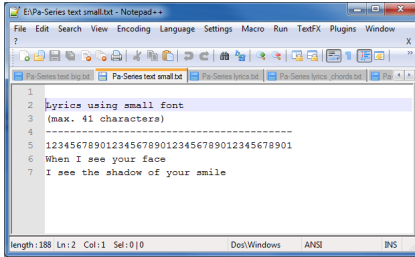 E:\Pa-Series text small.txt - Notepad++
File Edit Search View Encoding Language Settings Macro Run TextFX Plugins Window
? X
Pa-Series text big.txt Pa-Series text small.txt Pa-Series lyrics.txt Pa-Series lyrics_chords.txt Pa
1
2 Lyrics using small font
3 (max. 41 characters)
4 -----------------------------------------
5 12345678901234567890123456789012345678901
6 When I see your face
7 I see the shadow of your smile
length : 188 Ln : 2 Col : 1 Sel : 0 | 0 Dos\Windows ANSI INS